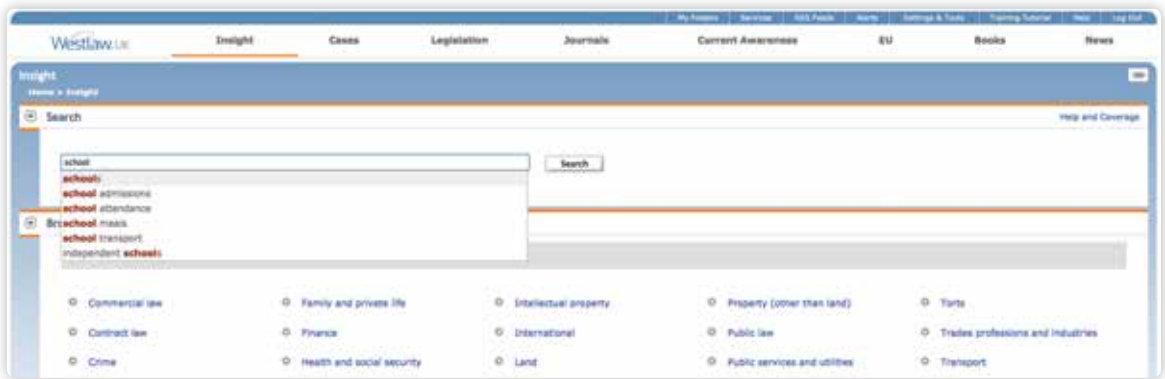 My Folders Services RSS Feeds Alerts Settings & Tools Training Tutorial Help Log Out
Westlaw.UK Insight Cases Legislation Journals Current Awareness EU Books News
Insight
Home > Insight
Search Help and Coverage
school Search
schools
school admissions
school attendance
school meals
school transport
independent schools
Commercial law Family and private life Intellectual property Property (other than land) Torts
Contract law Finance International Public law Trades professions and industries
Crime Health and social security Land Public services and utilities Transport